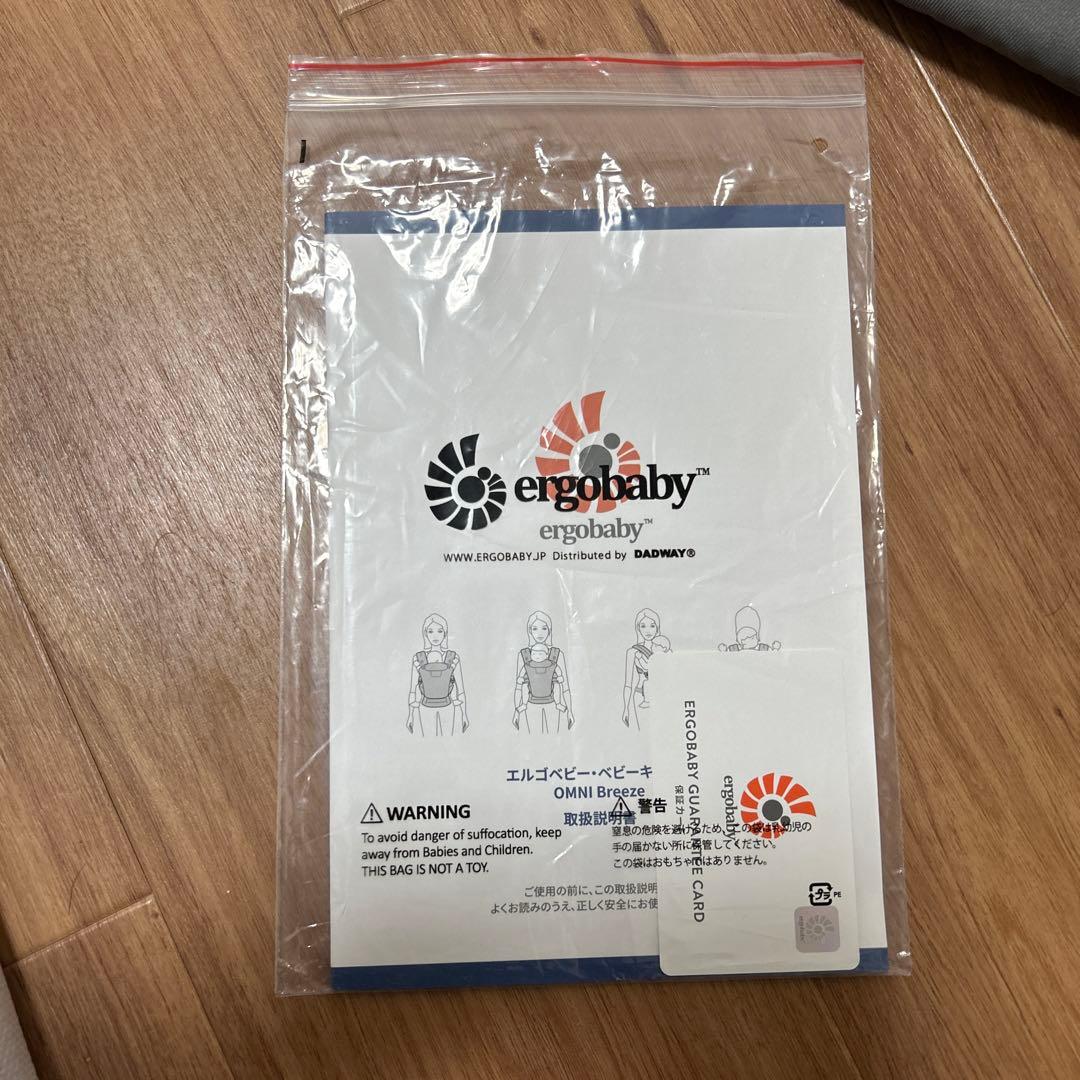 ergobaby™
ergobaby™
WWW.ERGOBABY.JP Distributed by DADWAY®
エルゴベビー・ベビーキ
OMNI Breeze
取扱説明書
⚠ WARNING
To avoid danger of suffocation, keep
away from Babies and Children.
THIS BAG IS NOT A TOY.
⚠ 警告
窒息の危険を避けるため、この袋は乳幼児の
手の届かない所に保管してください。
この袋はおもちゃではありません。
ご使用の前に、この取扱説明
よくお読みのうえ、正しく安全にお使
ERGOBABY GUARANTEE CARD
保証カー
ergobaby
プラ PE